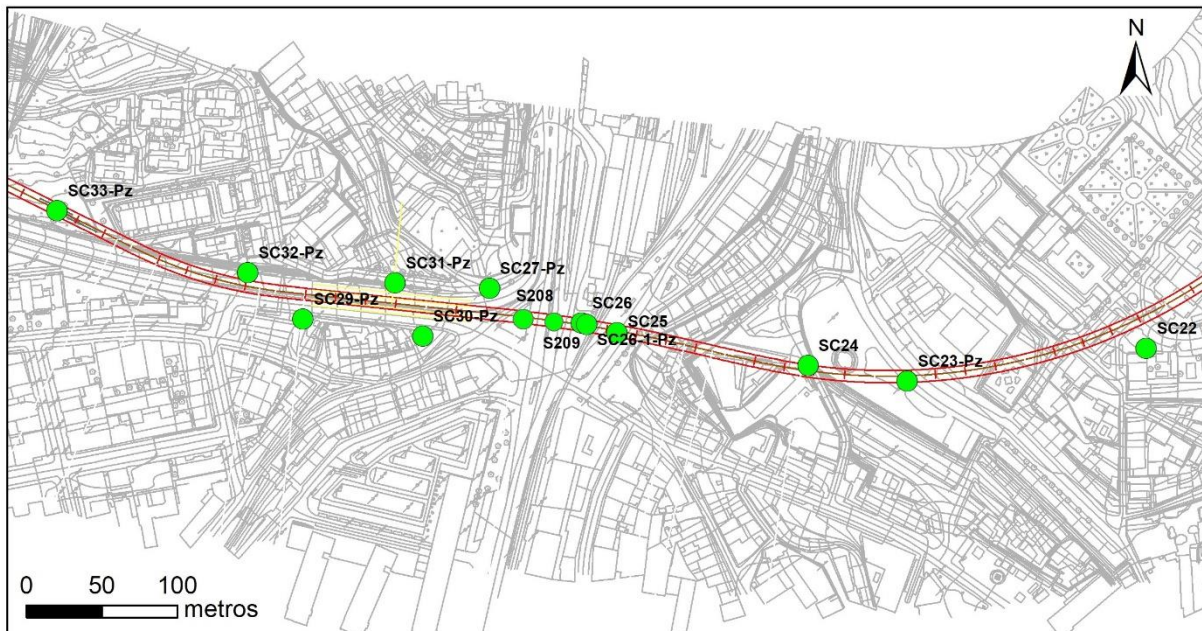 N
SC33-Pz
SC32-Pz
SC31-Pz
SC27-Pz
SC29-Pz
SC30-Pz
S208
SC26
SC25
S209
SC26-1-Pz
SC24
SC23-Pz
SC22
0 50 100
metros